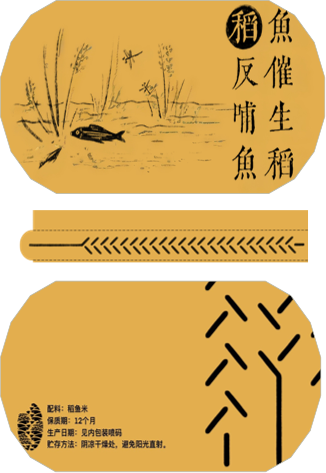 魚催生稻
稻反哺魚
配料：稻鱼米
保质期：12个月
生产日期：见内包装喷码
贮存方法：阴凉干燥处，避免阳光直射。